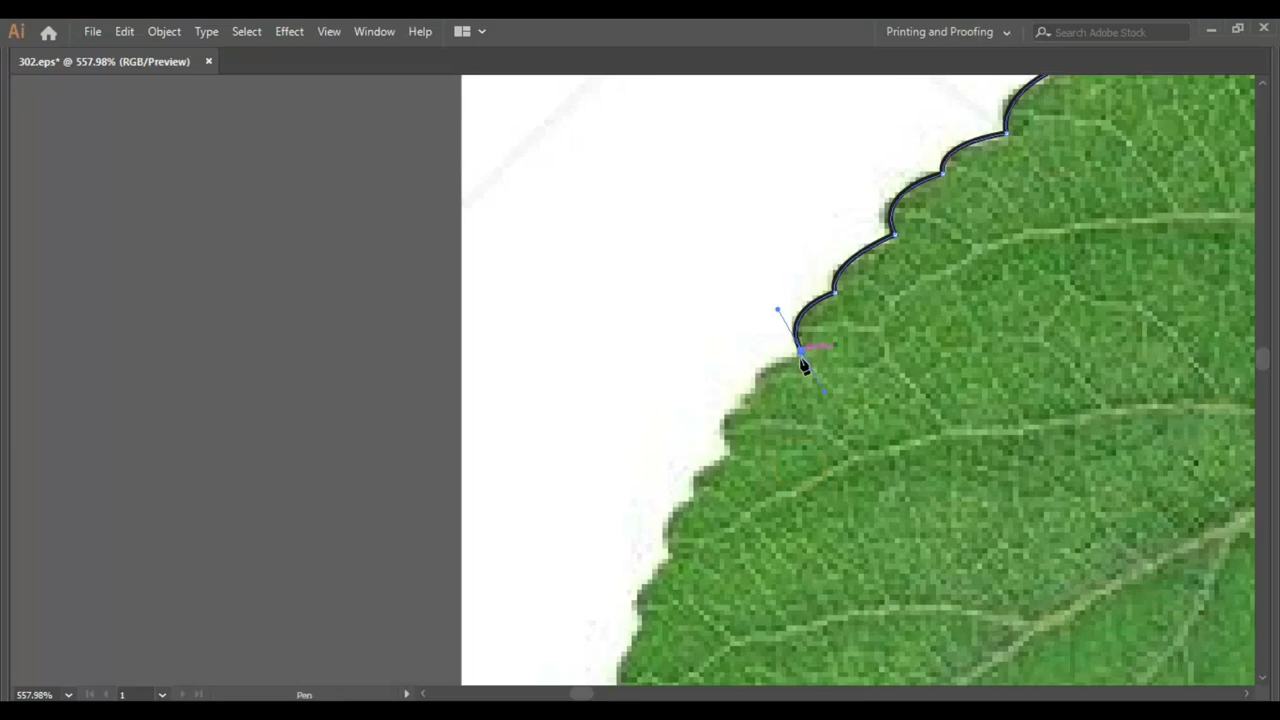 Ai File Edit Object Type Select Effect View Window Help Printing and Proofing Search Adobe Stock
302.eps* @ 557.98% (RGB/Preview) ×
557.98% 1 Pen